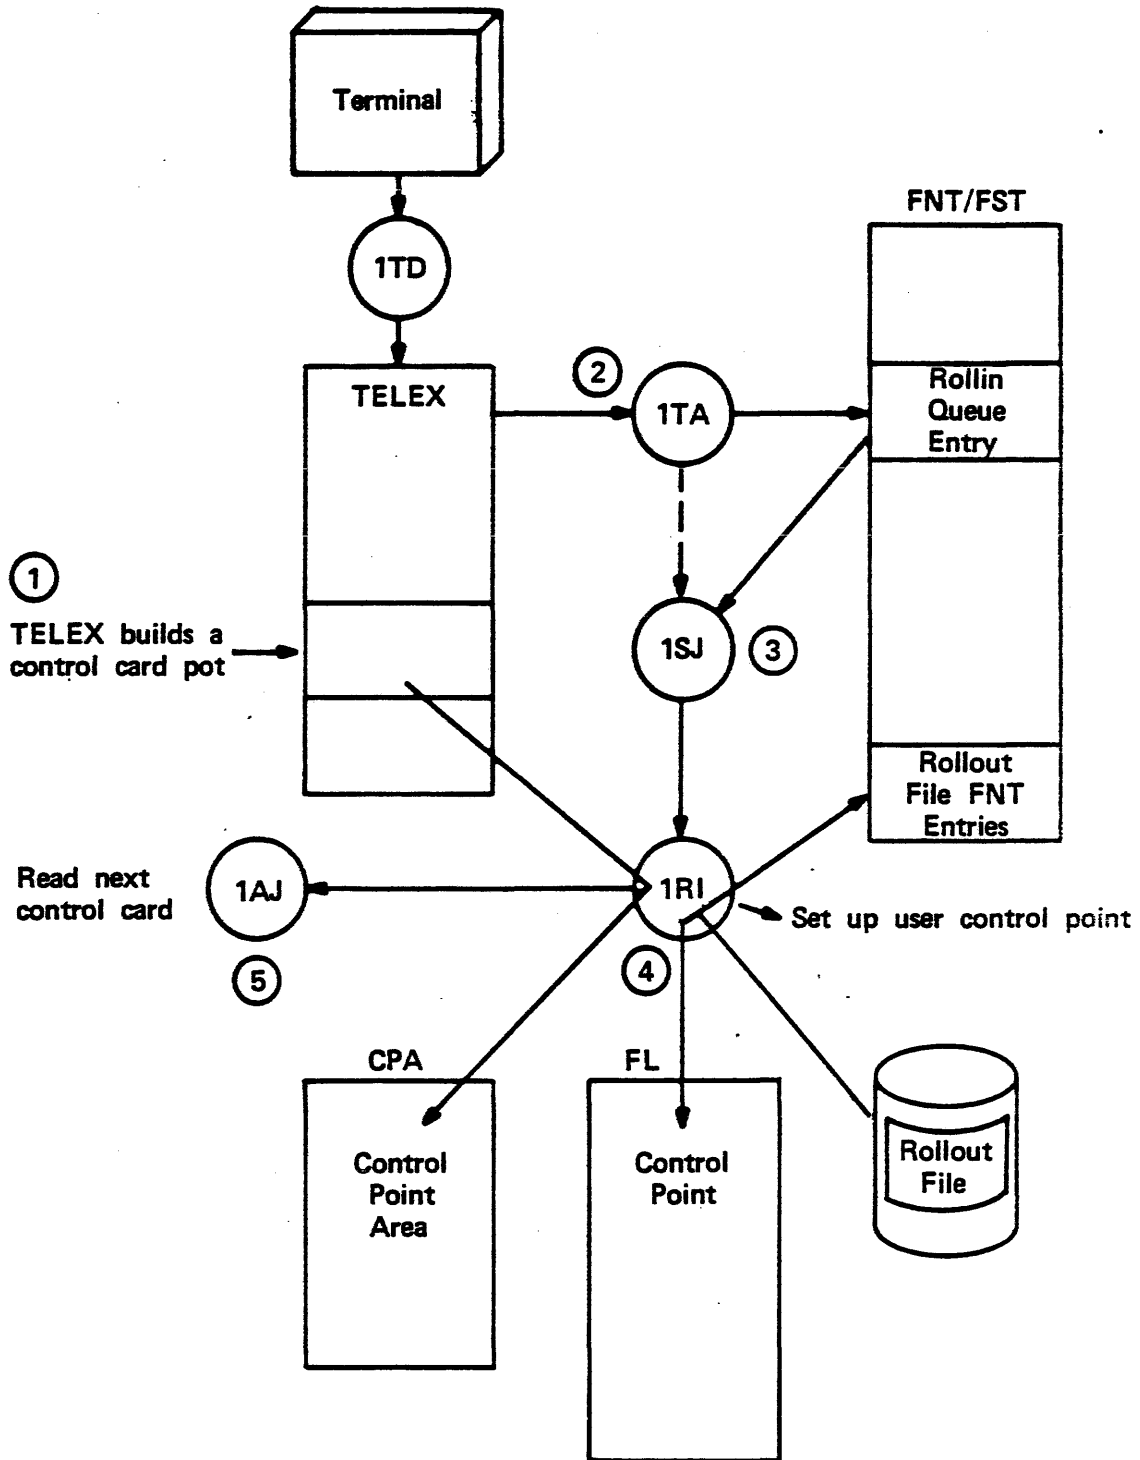 Terminal
FNT/FST
1TD
2
TELEX
1TA
Rollin
Queue
Entry
1
TELEX builds a
control card pot
1SJ
3
Rollout
File FNT
Entries
Read next
control card
1AJ
1RI
Set up user control point
5
4
CPA
FL
Control
Point
Area
Control
Point
Rollout
File